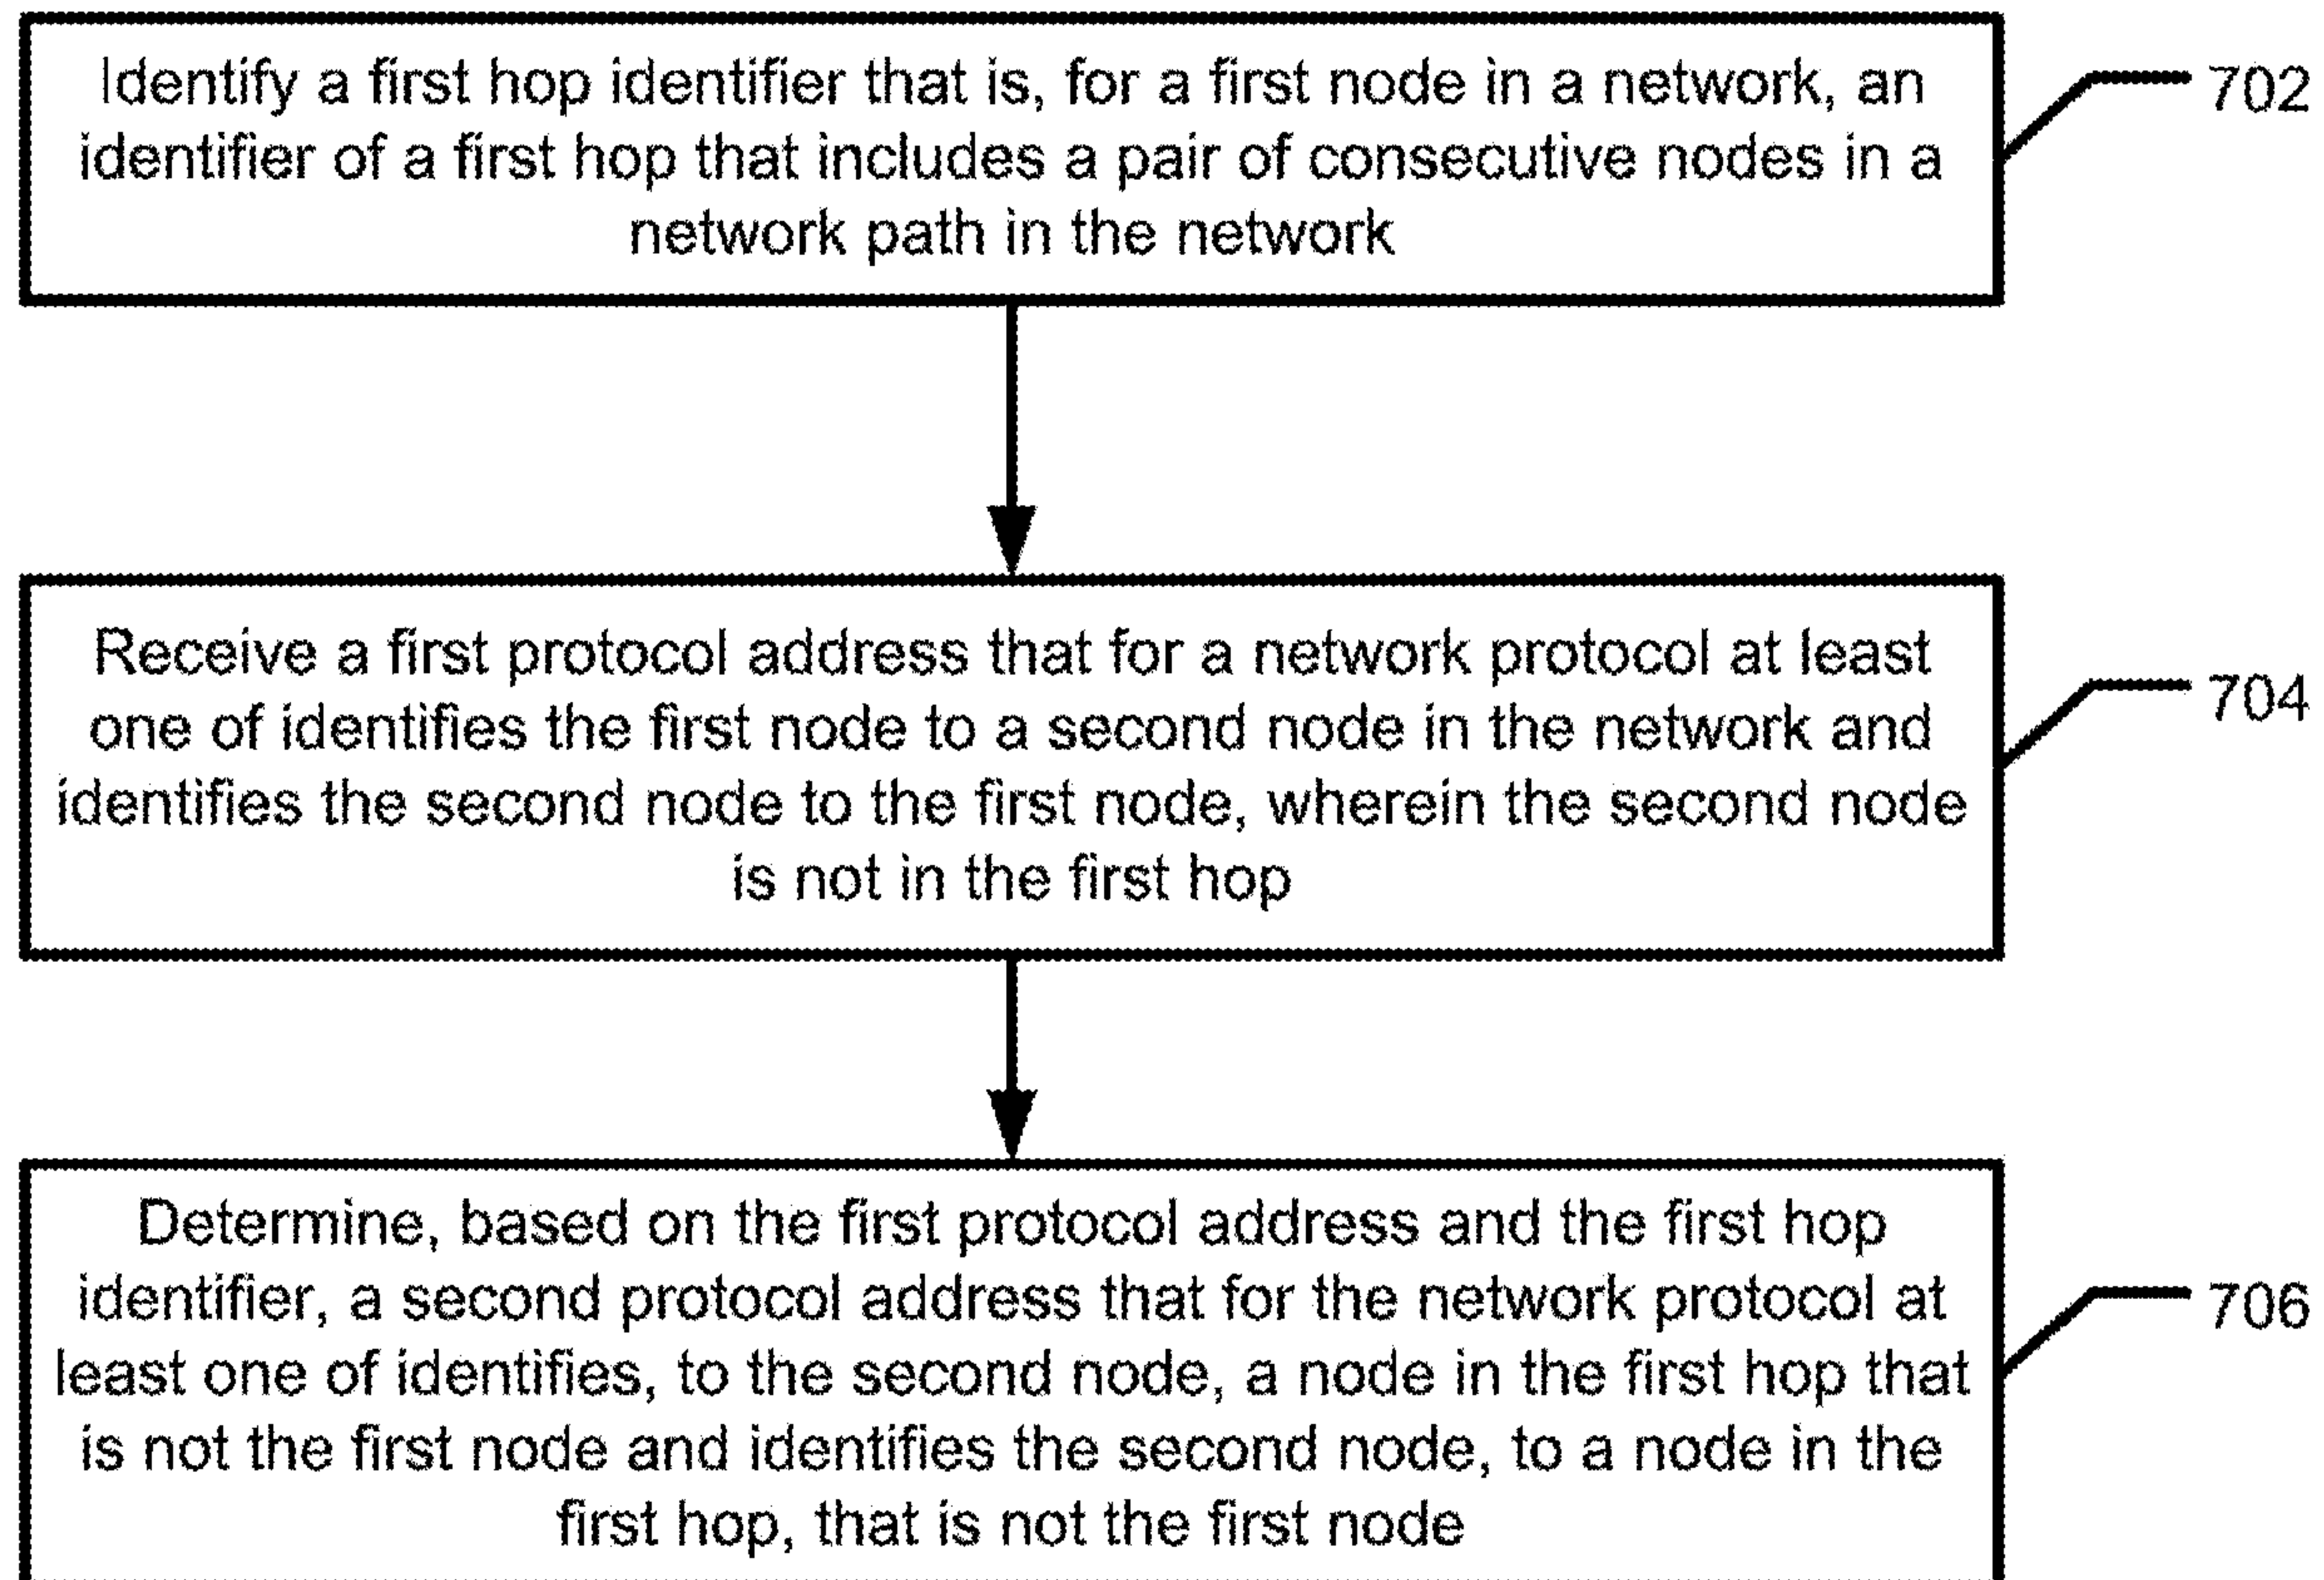 Identify a first hop identifier that is, for a first node in a network, an
identifier of a first hop that includes a pair of consecutive nodes in a
network path in the network
702
Receive a first protocol address that for a network protocol at least
one of identifies the first node to a second node in the network and
identifies the second node to the first node, wherein the second node
is not in the first hop
704
Determine, based on the first protocol address and the first hop
identifier, a second protocol address that for the network protocol at
least one of identifies, to the second node, a node in the first hop that
is not the first node and identifies the second node, to a node in the
first hop, that is not the first node
706